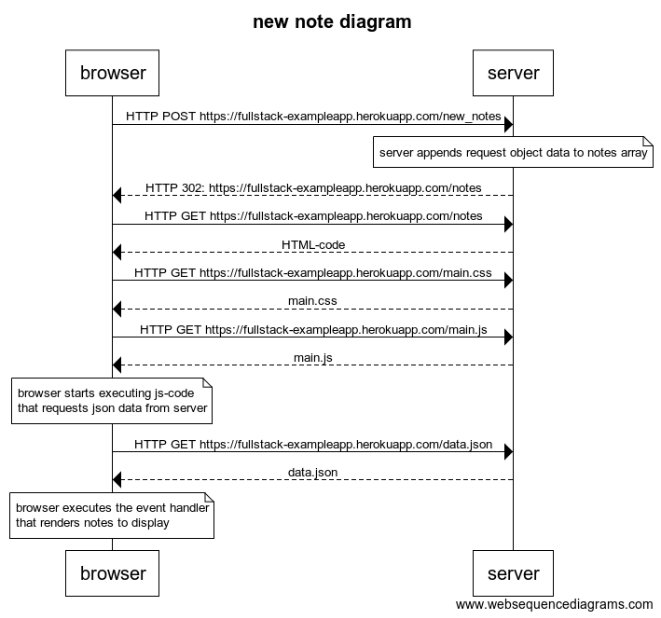 new note diagram
browser
server
HTTP POST https://fullstack-exampleapp.herokuapp.com/new_notes
server appends request object data to notes array
HTTP 302: https://fullstack-exampleapp.herokuapp.com/notes
HTTP GET https://fullstack-exampleapp.herokuapp.com/notes
HTML-code
HTTP GET https://fullstack-exampleapp.herokuapp.com/main.css
main.css
HTTP GET https://fullstack-exampleapp.herokuapp.com/main.js
main.js
browser starts executing js-code
that requests json data from server
HTTP GET https://fullstack-exampleapp.herokuapp.com/data.json
data.json
browser executes the event handler
that renders notes to display
browser
server
www.websequencediagrams.com